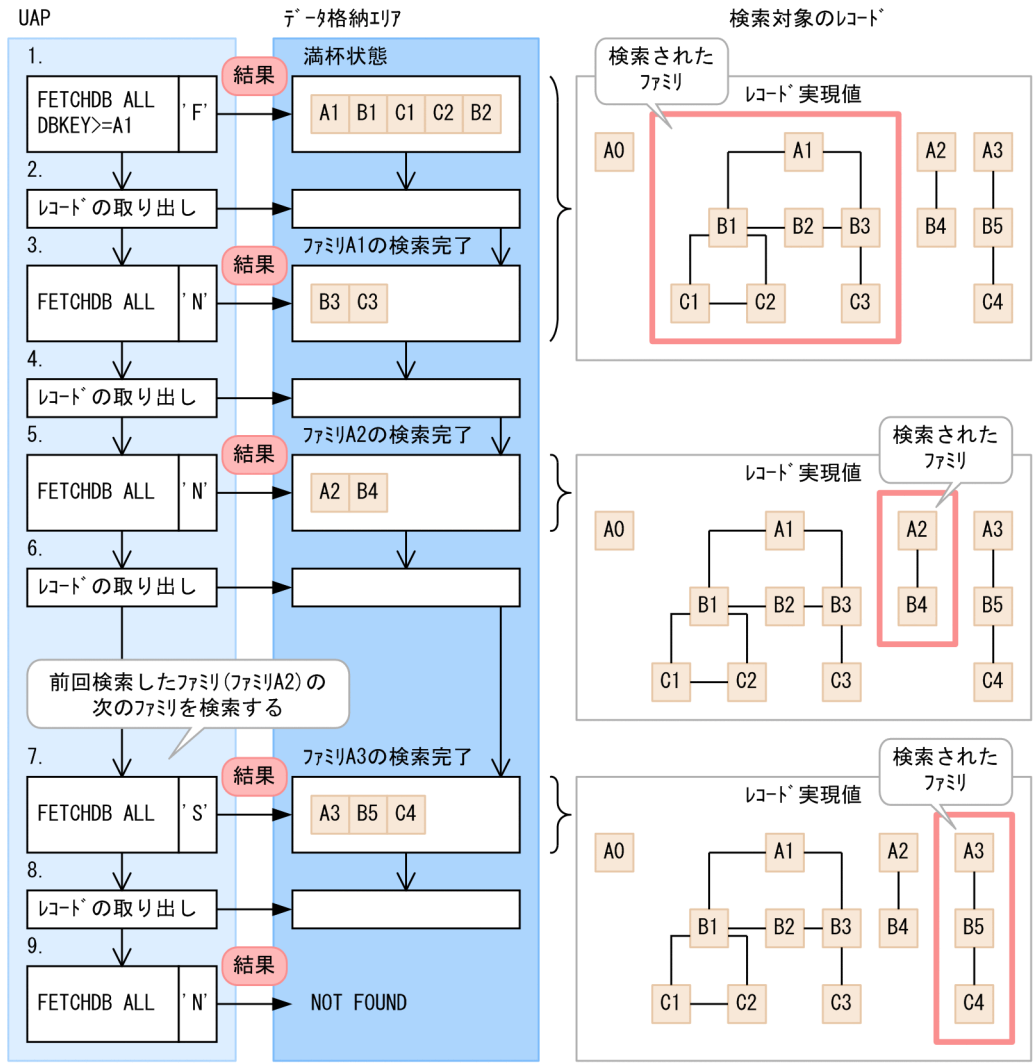 UAP
データ格納エリア
検索対象のレコード
1.
FETCHDB ALL
DBKEY>=A1
'F'
結果
満杯状態
A1 B1 C1 C2 B2
検索された
ファミリ
レコード実現値
A0 A1 A2 A3
B1 B2 B3 B4 B5
C1 C2 C3 C4
2.
レコードの取り出し
3.
FETCHDB ALL
'N'
結果
ファミリA1の検索完了
B3 C3
4.
レコードの取り出し
5.
FETCHDB ALL
'N'
結果
ファミリA2の検索完了
A2 B4
検索された
ファミリ
レコード実現値
A0 A1 A2 A3
B1 B2 B3 B4 B5
C1 C2 C3 C4
6.
レコードの取り出し
前回検索したファミリ(ファミリA2)の
次のファミリを検索する
7.
FETCHDB ALL
'S'
結果
ファミリA3の検索完了
A3 B5 C4
検索された
ファミリ
レコード実現値
A0 A1 A2 A3
B1 B2 B3 B4 B5
C1 C2 C3 C4
8.
レコードの取り出し
9.
FETCHDB ALL
'N'
結果
NOT FOUND